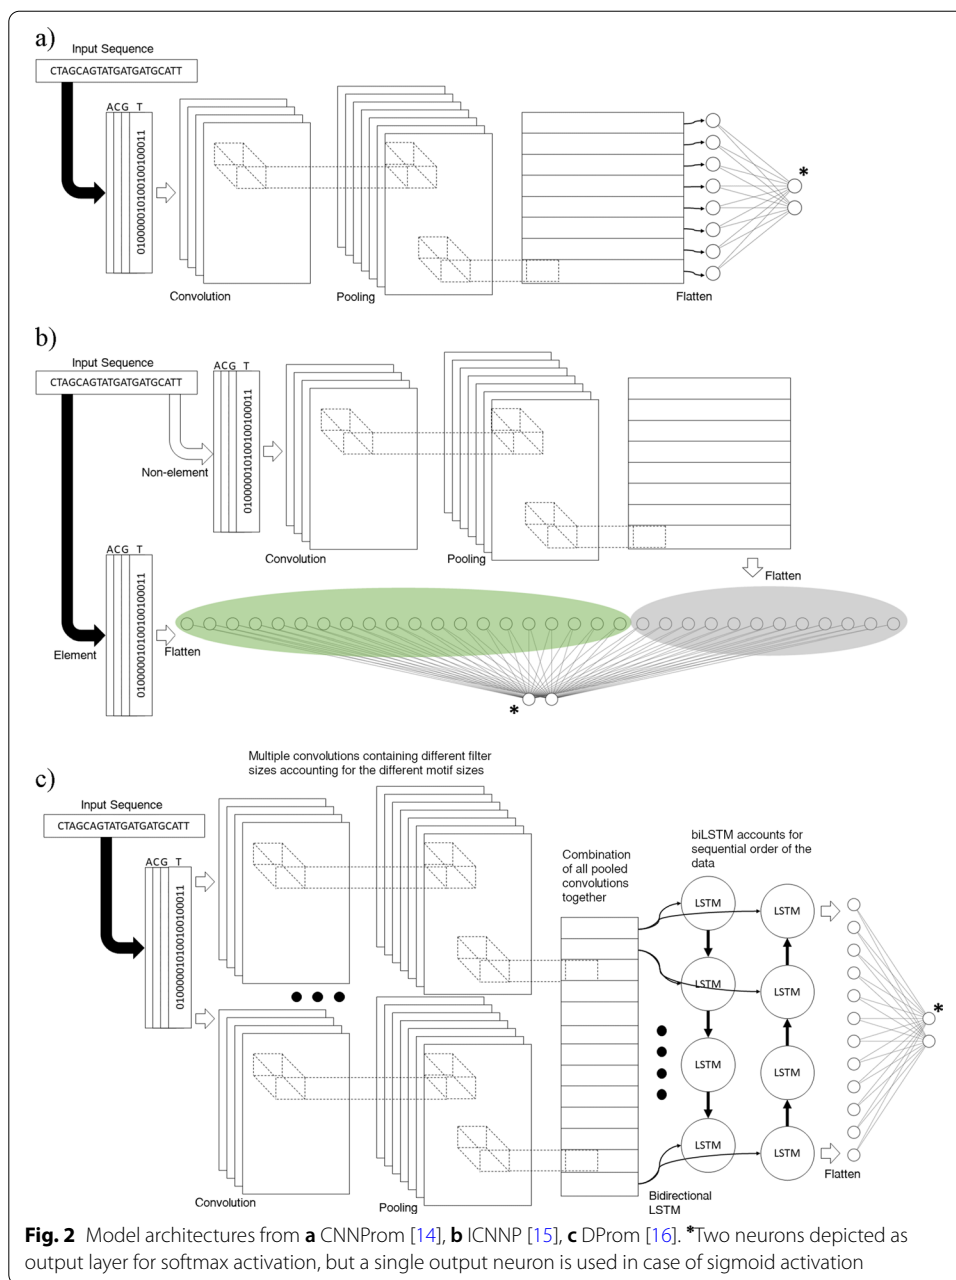 a)
Input Sequence
CTAGCAGTATGATGATGCATT
ACG T
0100000101001001000011
Convolution
Pooling
Flatten
*
b)
Input Sequence
CTAGCAGTATGATGATGCATT
ACG T
0100000101001001000011
Non-element
Convolution
Pooling
Flatten
ACG T
0100000101001001000011
Element
Flatten
*
c)
Multiple convolutions containing different filter
sizes accounting for the different motif sizes
Input Sequence
CTAGCAGTATGATGATGCATT
ACG T
0100000101001001000011
Combination
of all pooled
convolutions
together
biLSTM accounts for
sequential order of the
data
LSTM
LSTM
LSTM
LSTM
LSTM
LSTM
LSTM
LSTM
*
Convolution
Pooling
Bidirectional
LSTM
Flatten
Fig. 2 Model architectures from a CNNProm [14], b ICNNP [15], c DProm [16]. *Two neurons depicted as
output layer for softmax activation, but a single output neuron is used in case of sigmoid activation